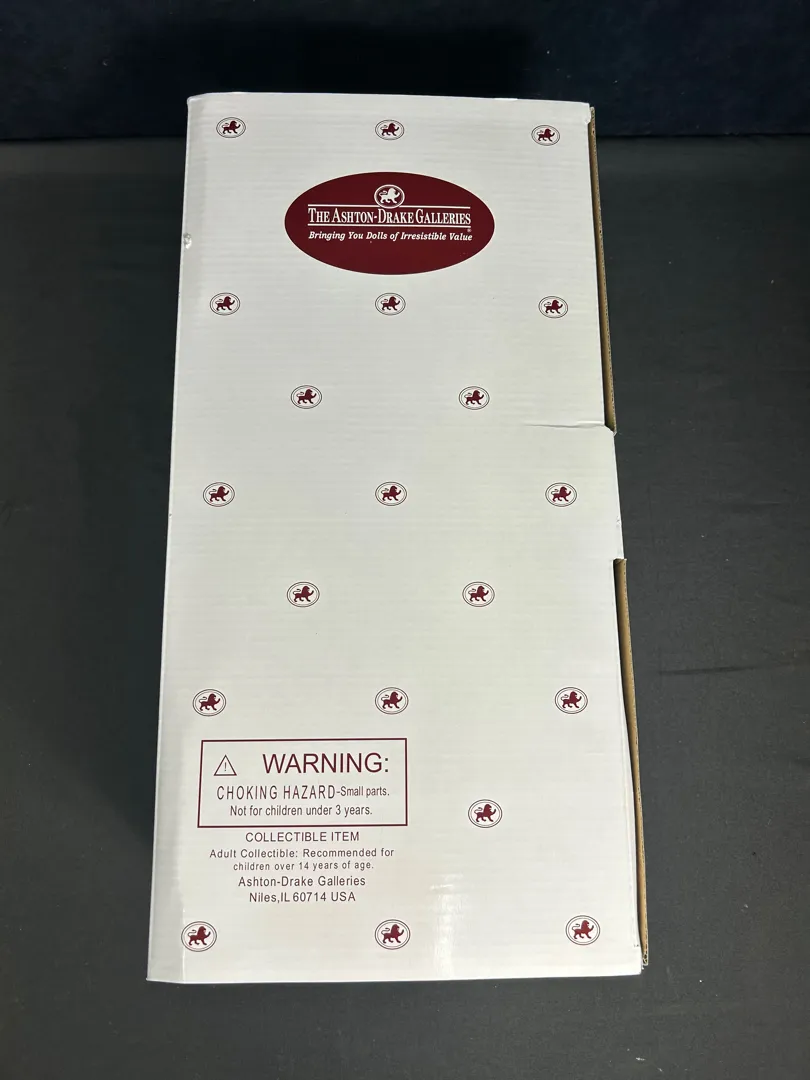 THE ASHTON-DRAKE GALLERIES®
Bringing You Dolls of Irresistible Value
WARNING:
CHOKING HAZARD-Small parts.
Not for children under 3 years.
COLLECTIBLE ITEM
Adult Collectible: Recommended for
children over 14 years of age.
Ashton-Drake Galleries
Niles,IL 60714 USA